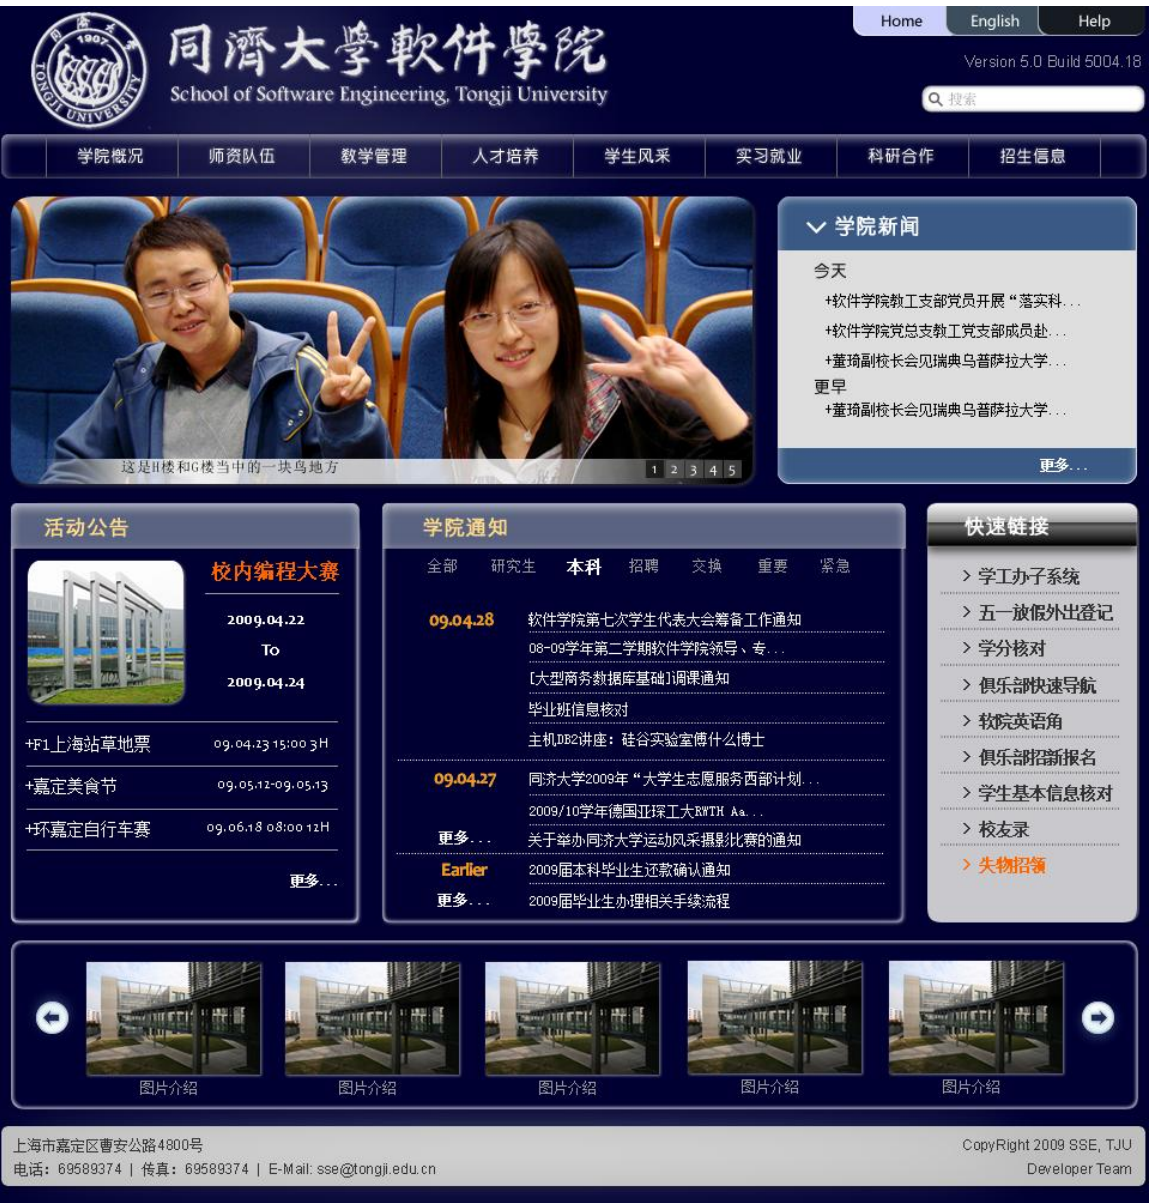 Home English Help
同濟大學軟件學院
Version 5.0 Build 5004.18
School of Software Engineering, Tongji University
搜索
TONGJI UNIVERSITY
1907
学院概况 师资队伍 教学管理 人才培养 学生风采 实习就业 科研合作 招生信息
学院新闻
今天
+软件学院教工支部党员开展“落实科...
+软件学院党总支教工党支部成员赴...
+董琦副校长会见瑞典乌普萨拉大学...
更早
+董琦副校长会见瑞典乌普萨拉大学...
更多...
这是H楼和G楼当中的一块鸟地方
1 2 3 4 5
活动公告
校内编程大赛
2009.04.22
To
2009.04.24
+F1上海站草地票 09.04.23 15:00 3H
+嘉定美食节 09.05.12-09.05.13
+环嘉定自行车赛 09.06.18 08:00 12H
更多...
学院通知
全部 研究生 本科 招聘 交换 重要 紧急
09.04.28 软件学院第七次学生代表大会筹备工作通知
08-09学年第二学期软件学院领导、专...
[大型商务数据库基础]调课通知
毕业班信息核对
主机DB2讲座：硅谷实验室傅什么博士
09.04.27 同济大学2009年“大学生志愿服务西部计划...
2009/10学年德国亚琛工大RWTH Aa...
更多... 关于举办同济大学运动风采摄影比赛的通知
Earlier 2009届本科毕业生还款确认通知
更多... 2009届毕业生办理相关手续流程
快速链接
> 学工办子系统
> 五一放假外出登记
> 学分核对
> 俱乐部快速导航
> 软院英语角
> 俱乐部招新报名
> 学生基本信息核对
> 校友录
> 失物招领
图片介绍 图片介绍 图片介绍 图片介绍 图片介绍
上海市嘉定区曹安公路4800号 CopyRight 2009 SSE, TJU
电话：69589374 | 传真：69589374 | E-Mail: sse@tongji.edu.cn Developer Team